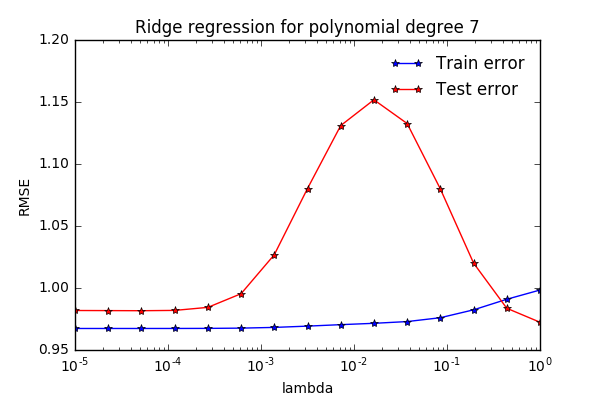 Ridge regression for polynomial degree 7
Train error
Test error
1.20
1.15
1.10
1.05
1.00
0.95
RMSE
10^-5
10^-4
10^-3
10^-2
10^-1
10^0
lambda